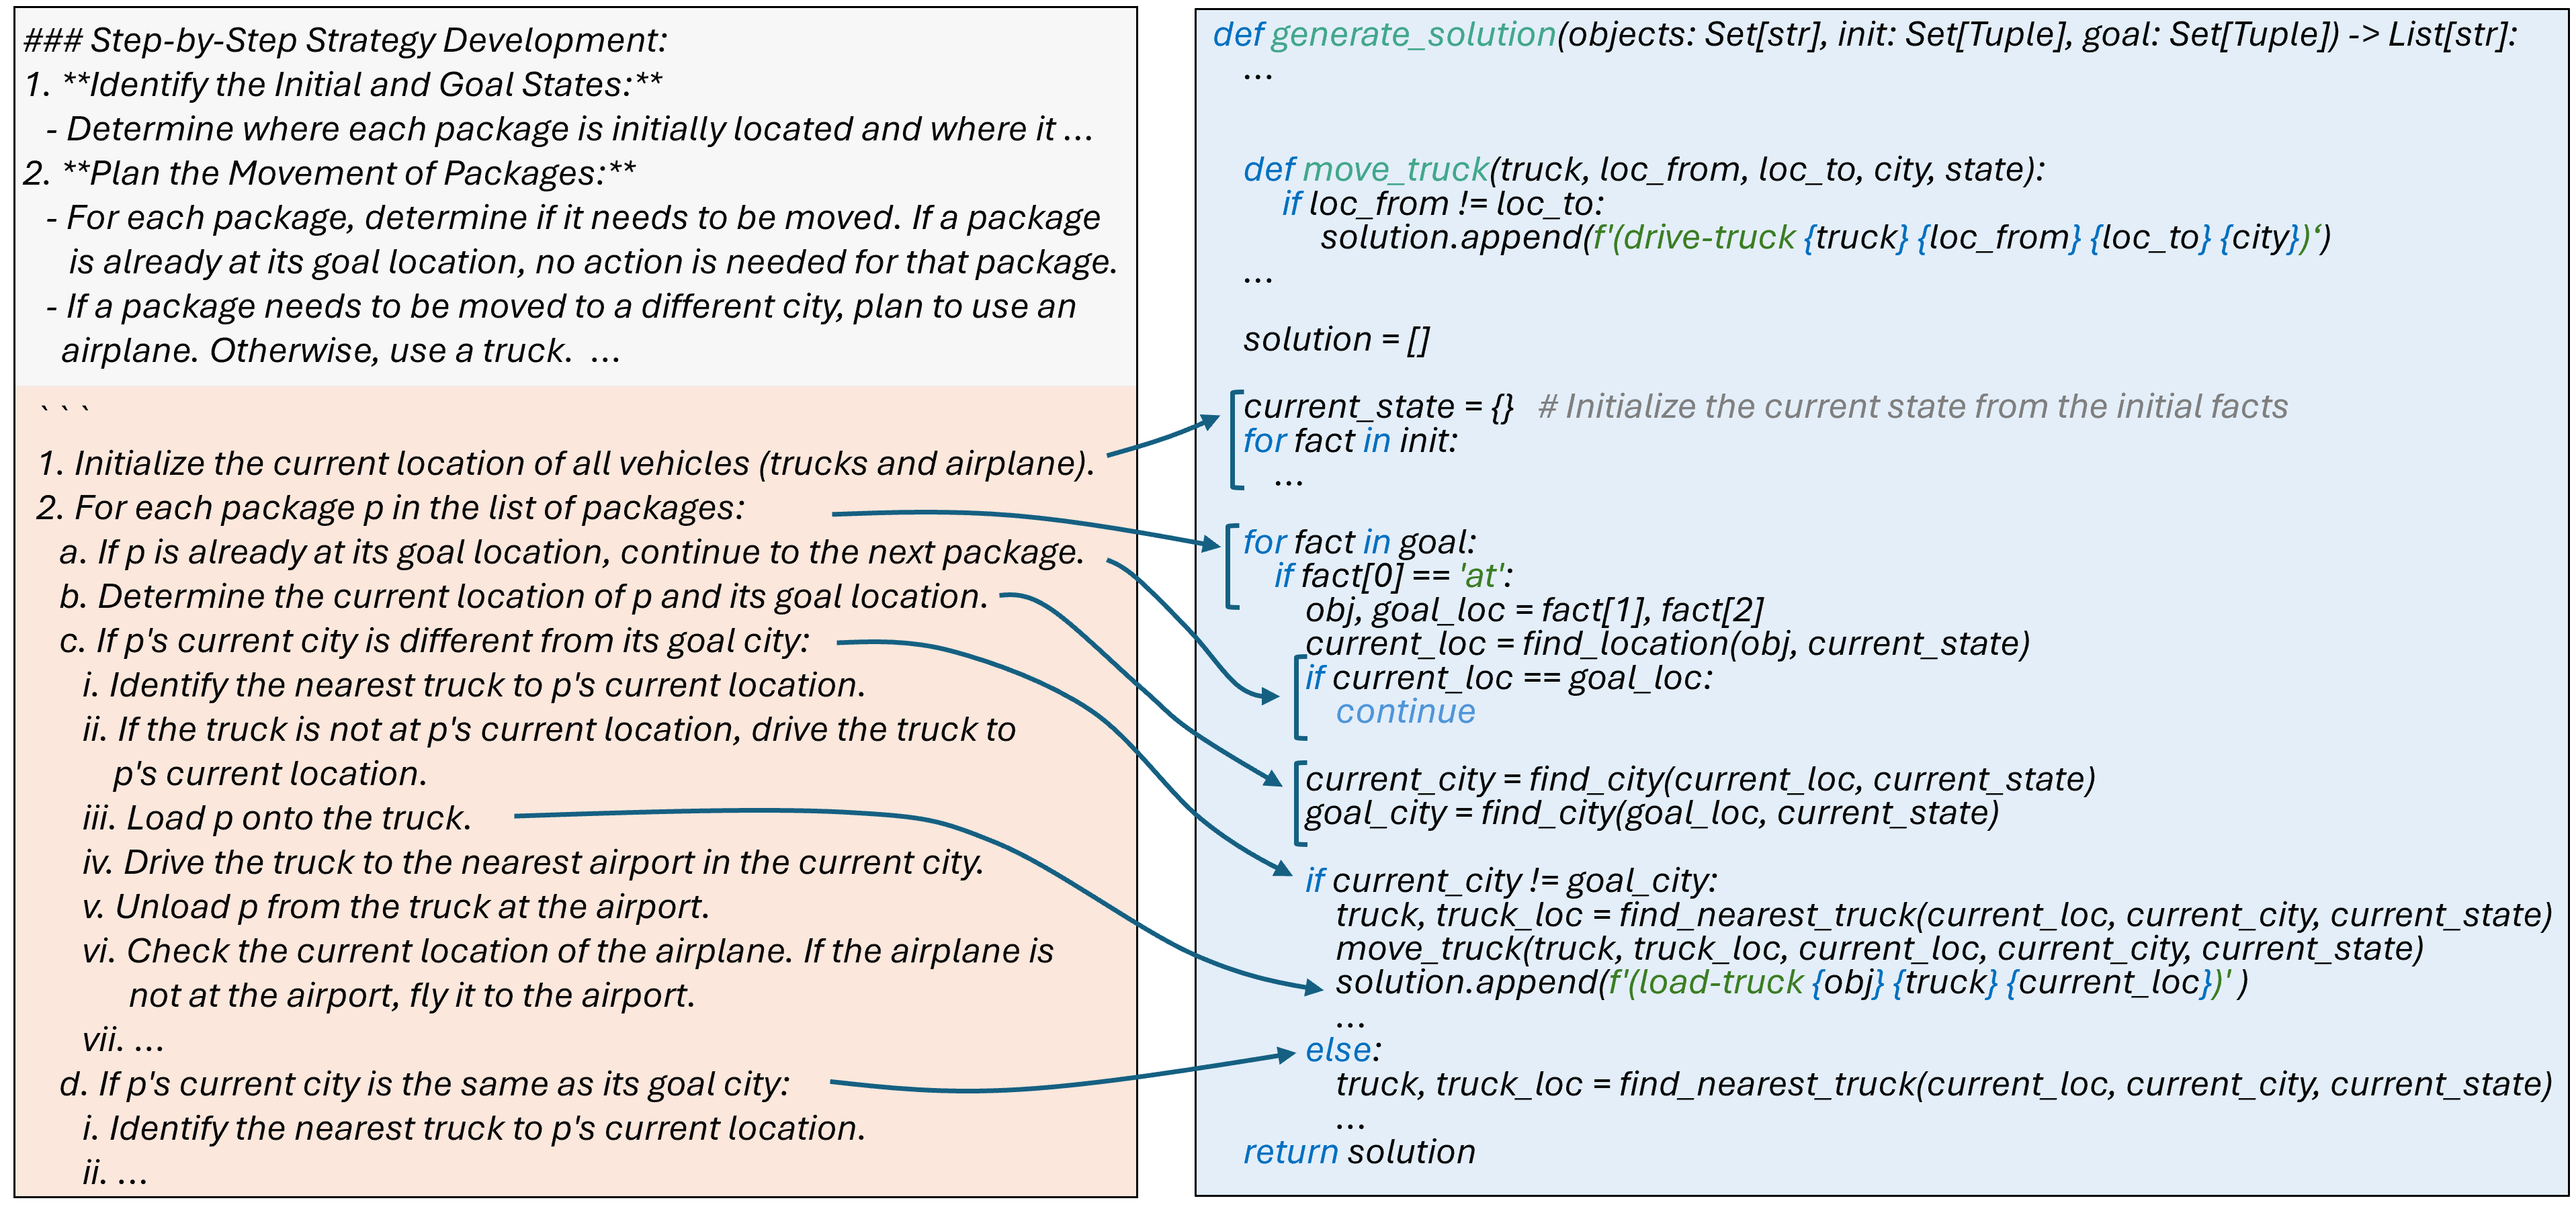 ### Step-by-Step Strategy Development:
1. **Identify the Initial and Goal States:**
- Determine where each package is initially located and where it ...
2. **Plan the Movement of Packages:**
- For each package, determine if it needs to be moved. If a package
is already at its goal location, no action is needed for that package.
- If a package needs to be moved to a different city, plan to use an
airplane. Otherwise, use a truck.  ...
` ` `
1. Initialize the current location of all vehicles (trucks and airplane).
2. For each package p in the list of packages:
a. If p is already at its goal location, continue to the next package.
b. Determine the current location of p and its goal location.
c. If p's current city is different from its goal city:
i. Identify the nearest truck to p's current location.
ii. If the truck is not at p's current location, drive the truck to
p's current location.
iii. Load p onto the truck.
iv. Drive the truck to the nearest airport in the current city.
v. Unload p from the truck at the airport.
vi. Check the current location of the airplane. If the airplane is
not at the airport, fly it to the airport.
vii. ...
d. If p's current city is the same as its goal city:
i. Identify the nearest truck to p's current location.
ii. ...
def generate_solution(objects: Set[str], init: Set[Tuple], goal: Set[Tuple]) -> List[str]:
...
def move_truck(truck, loc_from, loc_to, city, state):
if loc_from != loc_to:
solution.append(f'(drive-truck {truck} {loc_from} {loc_to} {city})‘)
...
solution = []
current_state = {}   # Initialize the current state from the initial facts
for fact in init:
...
for fact in goal:
if fact[0] == 'at':
obj, goal_loc = fact[1], fact[2]
current_loc = find_location(obj, current_state)
if current_loc == goal_loc:
continue
current_city = find_city(current_loc, current_state)
goal_city = find_city(goal_loc, current_state)
if current_city != goal_city:
truck, truck_loc = find_nearest_truck(current_loc, current_city, current_state)
move_truck(truck, truck_loc, current_loc, current_city, current_state)
solution.append(f'(load-truck {obj} {truck} {current_loc})' )
...
else:
truck, truck_loc = find_nearest_truck(current_loc, current_city, current_state)
...
return solution